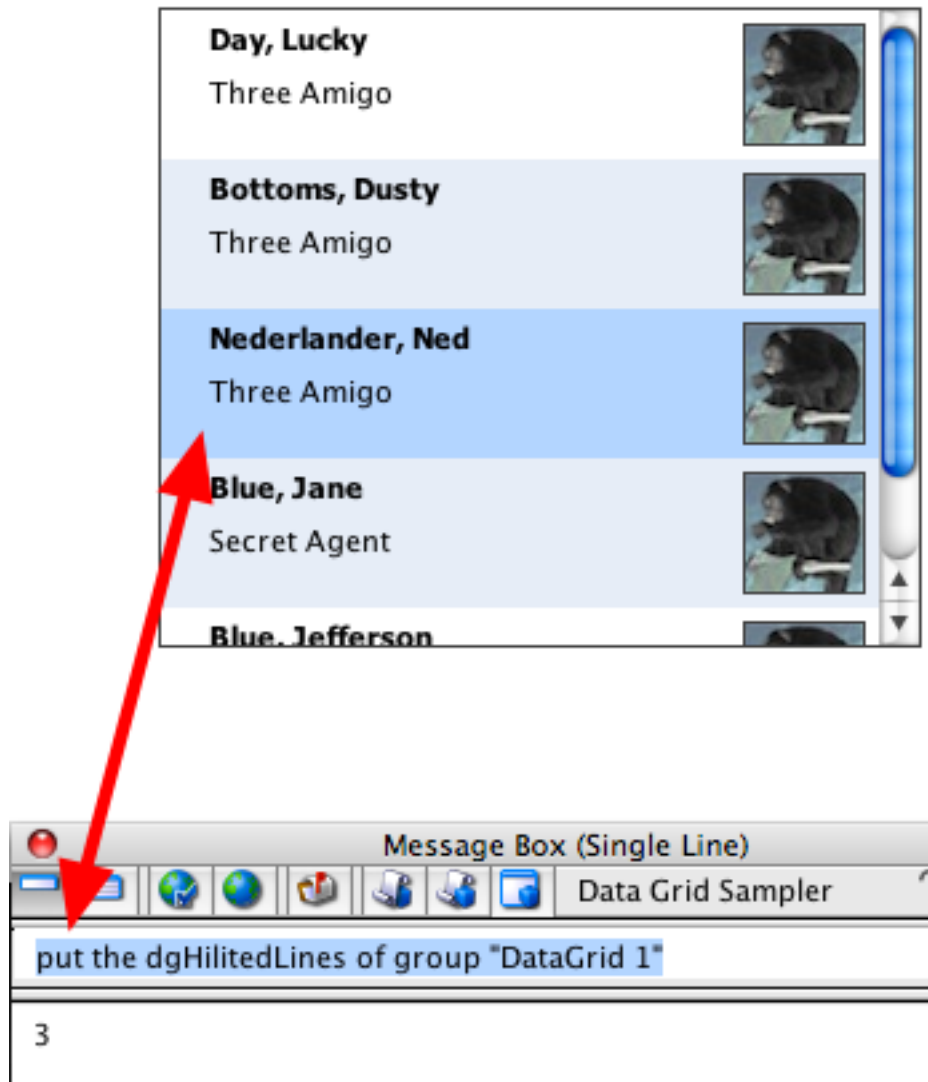 Day, Lucky
Three Amigo
Bottoms, Dusty
Three Amigo
Nederlander, Ned
Three Amigo
Blue, Jane
Secret Agent
Blue, Jefferson
Message Box (Single Line)
Data Grid Sampler
put the dgHilitedLines of group "DataGrid 1"
3